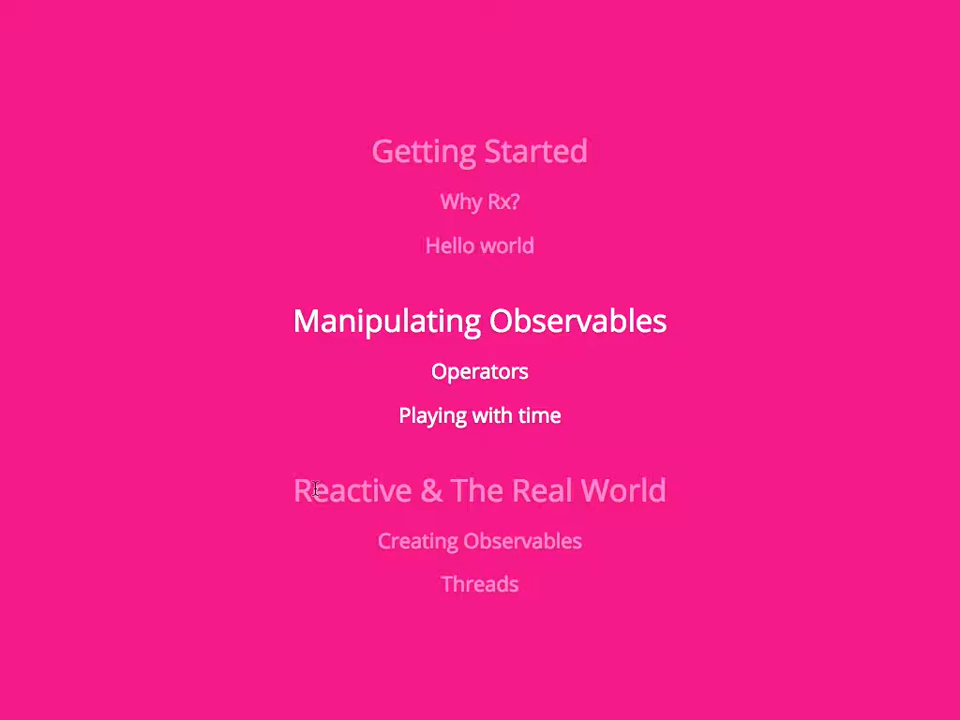 Getting Started
Why Rx?
Hello world
Manipulating Observables
Operators
Playing with time
Reactive & The Real World
Creating Observables
Threads